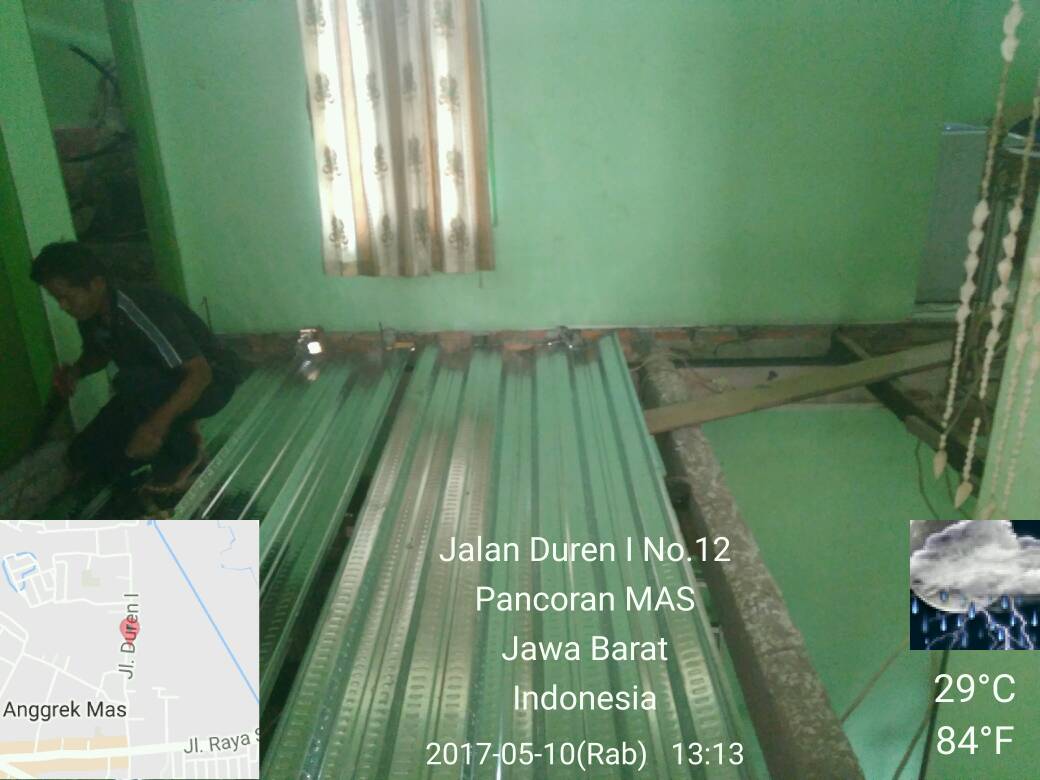 Jalan Duren I No.12
Pancoran MAS
Jawa Barat
Indonesia
2017-05-10(Rab) 13:13
29°C
84°F
Jl. Duren I
Anggrek Mas
Jl. Raya